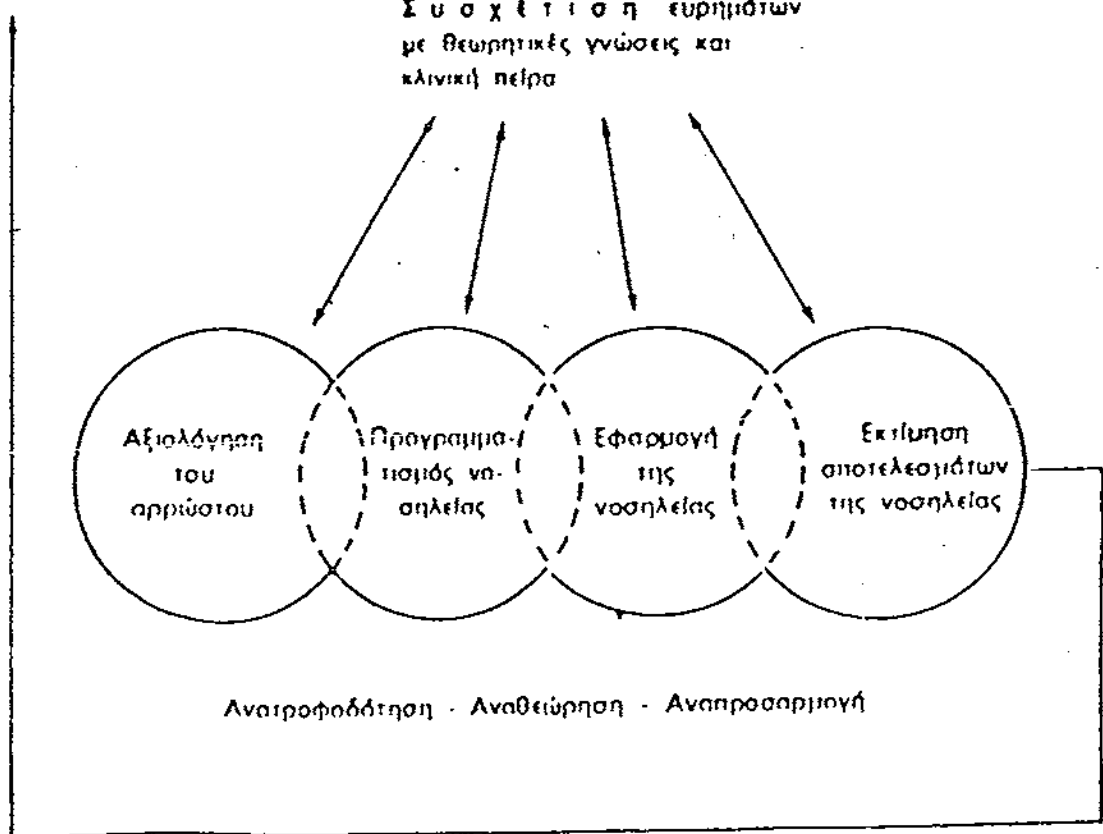 Συσχέτιση ευρημάτων
με θεωρητικές γνώσεις και
κλινική πείρα
Αξιολόγηση
του
αρρώστου
Προγραμμα-
τισμός νο-
σηλείας
Εφαρμογή
της
νοσηλείας
Εκτίμηση
αποτελεσμάτων
της νοσηλείας
Ανατροφοδότηση - Αναθεώρηση - Αναπροσαρμογή